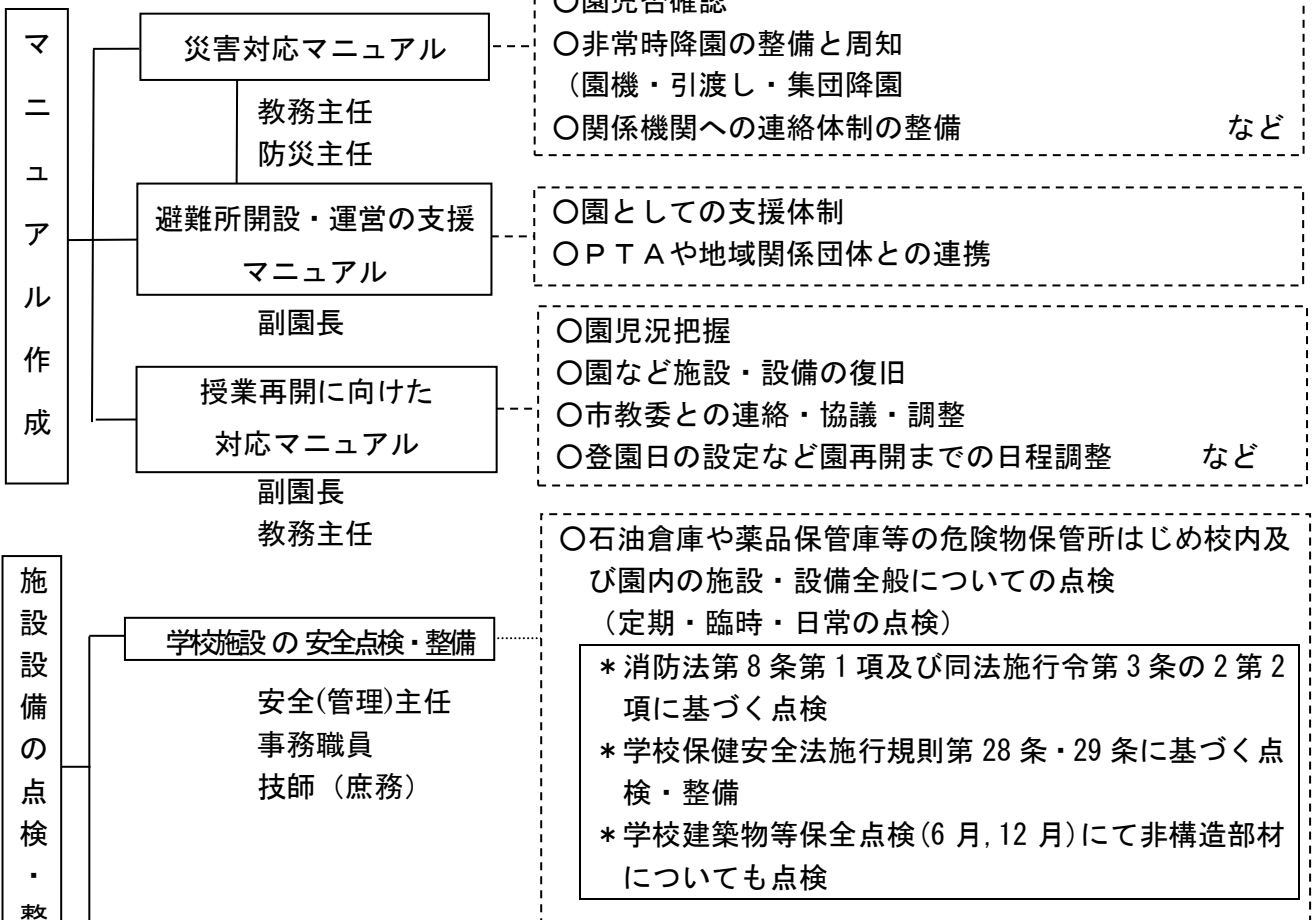 マニュアル作成
災害対応マニュアル
教務主任
防災主任
〇園児否確認
〇非常時降園の整備と周知
（園機・引渡し・集団降園
〇関係機関への連絡体制の整備　など
避難所開設・運営の支援
マニュアル
副園長
〇園としての支援体制
〇ＰＴＡや地域関係団体との連携
授業再開に向けた
対応マニュアル
副園長
教務主任
〇園児況把握
〇園など施設・設備の復旧
〇市教委との連絡・協議・調整
〇登園日の設定など園再開までの日程調整　など
施設設備の点検・整
学校施設の安全点検・整備
安全(管理)主任
事務職員
技師（庶務）
〇石油倉庫や薬品保管庫等の危険物保管所はじめ校内及
び園内の施設・設備全般についての点検
（定期・臨時・日常の点検）
＊消防法第8条第1項及び同法施行令第3条の2第2
項に基づく点検
＊学校保健安全法施行規則第28条・29条に基づく点
検・整備
＊学校建築物等保全点検(6月,12月)にて非構造部材
についても点検